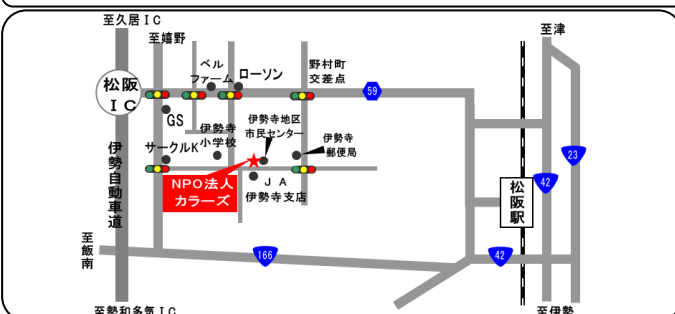 至久居IC
至嬉野
至津
ベル
ファーム
ローソン
野村町
交差点
松阪
IC
59
GS
伊勢寺
小学校
伊勢寺地区
市民センター
伊勢寺
郵便局
サークルK
23
伊勢自動車道
NPO法人
カラーズ
JA
伊勢寺支店
松阪駅
42
至飯南
166
42
至勢和多気IC
至伊勢